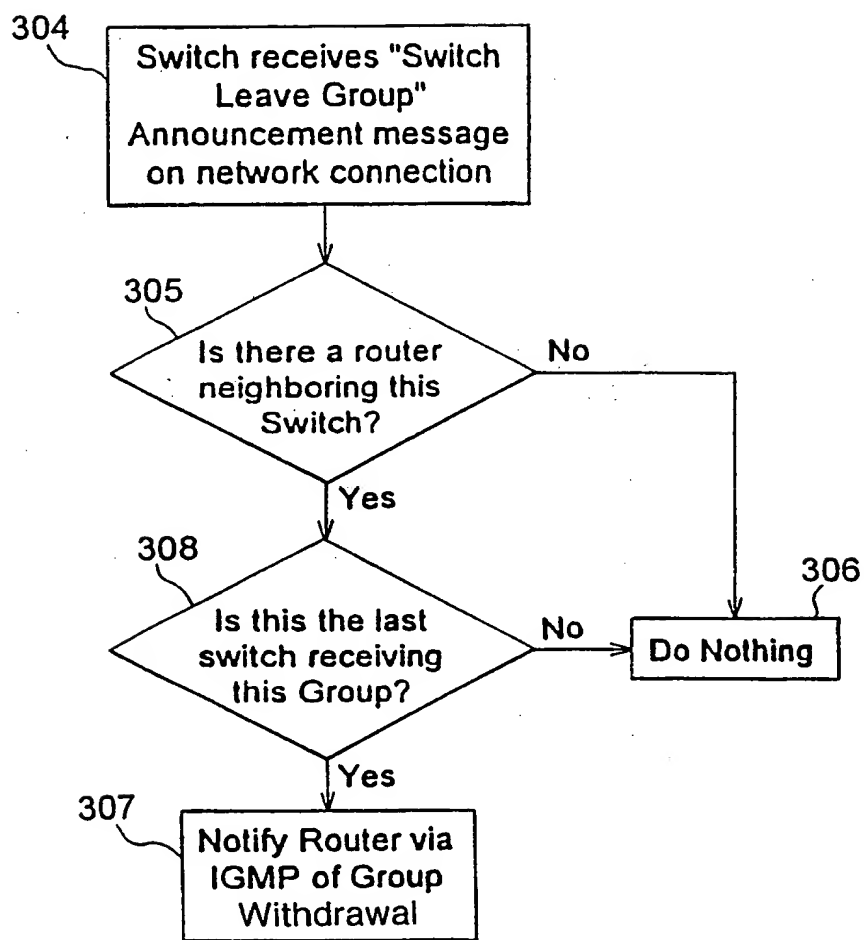 304
Switch receives "Switch
Leave Group"
Announcement message
on network connection
305
Is there a router
neighboring this
Switch?
No
Yes
308
Is this the last
switch receiving
this Group?
No
306
Do Nothing
Yes
307
Notify Router via
IGMP of Group
Withdrawal